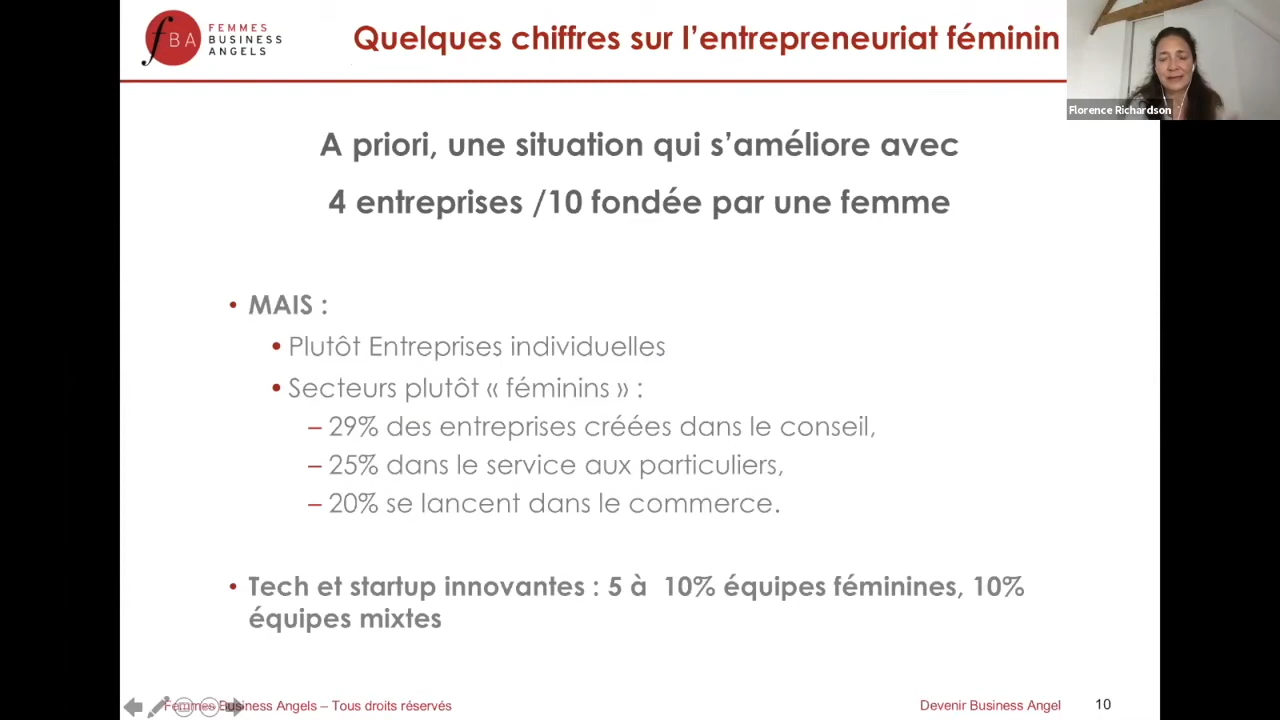 FEMMES
BUSINESS
ANGELS
fBA
Quelques chiffres sur l’entrepreneuriat féminin
Florence Richardson
A priori, une situation qui s’améliore avec
4 entreprises /10 fondée par une femme
• MAIS :
• Plutôt Entreprises individuelles
• Secteurs plutôt « féminins » :
– 29% des entreprises créées dans le conseil,
– 25% dans le service aux particuliers,
– 20% se lancent dans le commerce.
• Tech et startup innovantes : 5 à 10% équipes féminines, 10%
équipes mixtes
Femmes Business Angels – Tous droits réservés
Devenir Business Angel
10